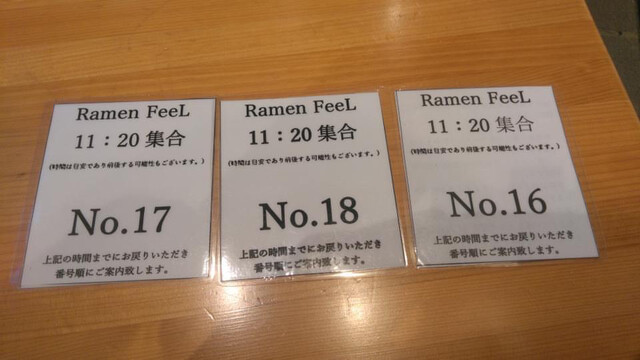 Ramen FeeL
11：20 集合
(時間は目安であり前後する可能性もございます。)
No.17
上記の時間までにお戻りいただき
番号順にご案内致します。
Ramen FeeL
11：20 集合
(時間は目安であり前後する可能性もございます。)
No.18
上記の時間までにお戻りいただき
番号順にご案内致します。
Ramen FeeL
11：20 集合
(時間は目安であり前後する可能性もございます。)
No.16
上記の時間までにお戻りいただき
番号順にご案内致します。